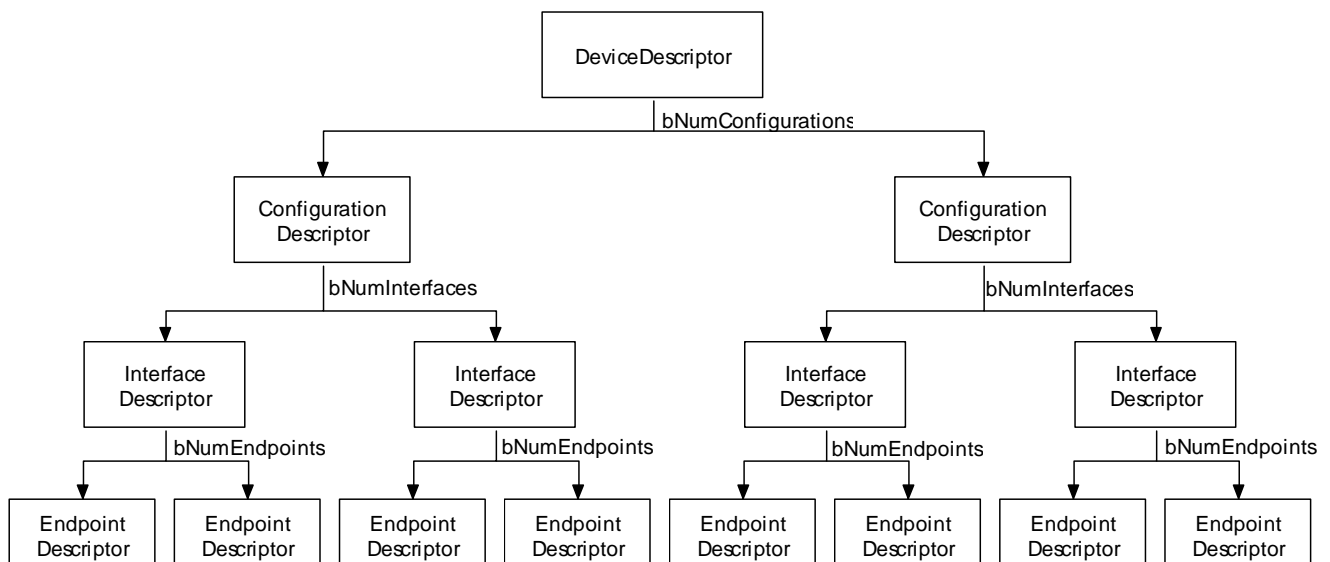 DeviceDescriptor
bNumConfigurations
Configuration
Descriptor
Configuration
Descriptor
bNumInterfaces
bNumInterfaces
Interface
Descriptor
Interface
Descriptor
Interface
Descriptor
Interface
Descriptor
bNumEndpoints
bNumEndpoints
bNumEndpoints
bNumEndpoints
Endpoint
Descriptor
Endpoint
Descriptor
Endpoint
Descriptor
Endpoint
Descriptor
Endpoint
Descriptor
Endpoint
Descriptor
Endpoint
Descriptor
Endpoint
Descriptor